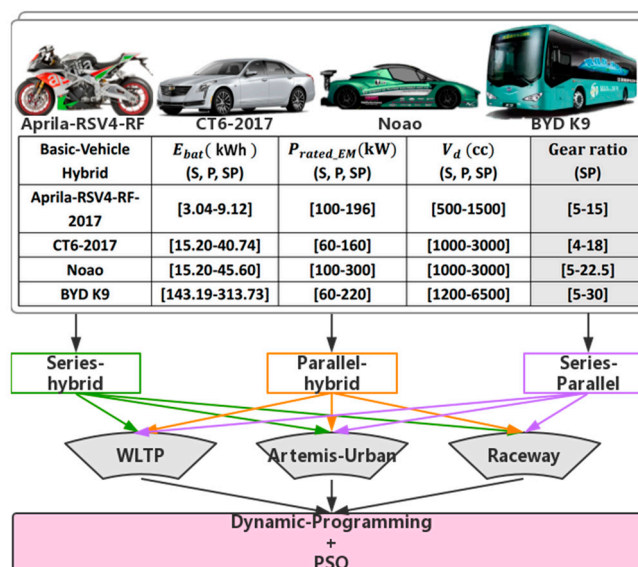 Aprila-RSV4-RF CT6-2017 Noao BYD K9
Basic-Vehicle Hybrid E_bat( kWh ) (S, P, SP) P_rated_EM(kW) (S, P, SP) V_d (cc) (S, P, SP) Gear ratio (SP)
Aprila-RSV4-RF-2017 [3.04-9.12] [100-196] [500-1500] [5-15]
CT6-2017 [15.20-40.74] [60-160] [1000-3000] [4-18]
Noao [15.20-45.60] [100-300] [1000-3000] [5-22.5]
BYD K9 [143.19-313.73] [60-220] [1200-6500] [5-30]
Series-
hybrid
Parallel-
hybrid
Series-
Parallel
WLTP
Artemis-Urban
Raceway
Dynamic-Programming
+
PSO